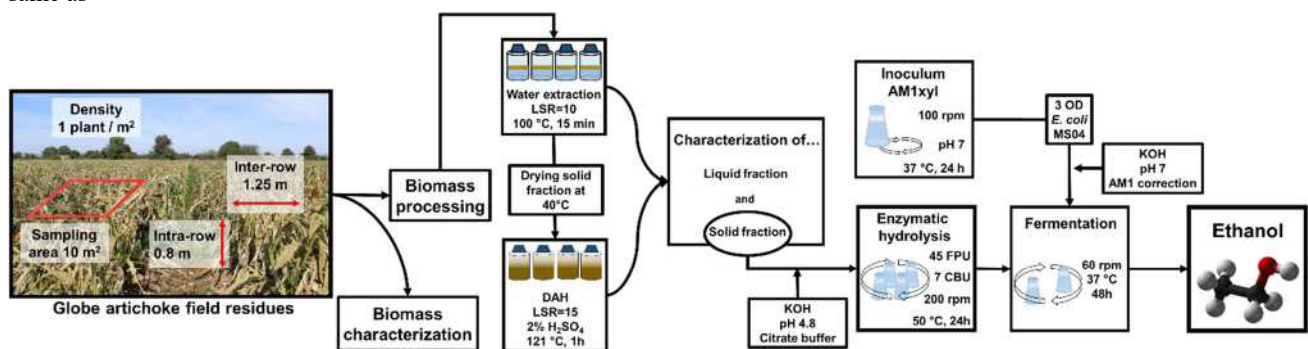 Density
1 plant / m²
Inter-row
1.25 m
Sampling
area 10 m²
Intra-row
0.8 m
Globe artichoke field residues
Biomass
processing
Biomass
characterization
Water extraction
LSR=10
100 °C, 15 min
Drying solid
fraction at
40°C
DAH
LSR=15
2% H₂SO₄
121 °C, 1h
Characterization of...
Liquid fraction
and
Solid fraction
KOH
pH 4.8
Citrate buffer
Inoculum
AM1xyl
100 rpm
pH 7
37 °C, 24 h
3 OD
E. coli
MS04
KOH
pH 7
AM1 correction
Enzymatic
hydrolysis
45 FPU
7 CBU
200 rpm
50 °C, 24h
Fermentation
60 rpm
37 °C
48h
Ethanol